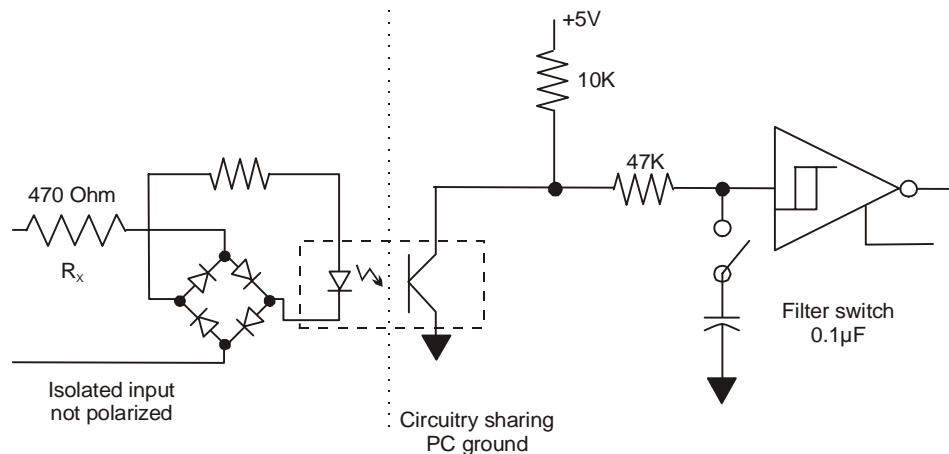 +5V
10K
47K
470 Ohm
RX
Filter switch
0.1µF
Isolated input
not polarized
Circuitry sharing
PC ground